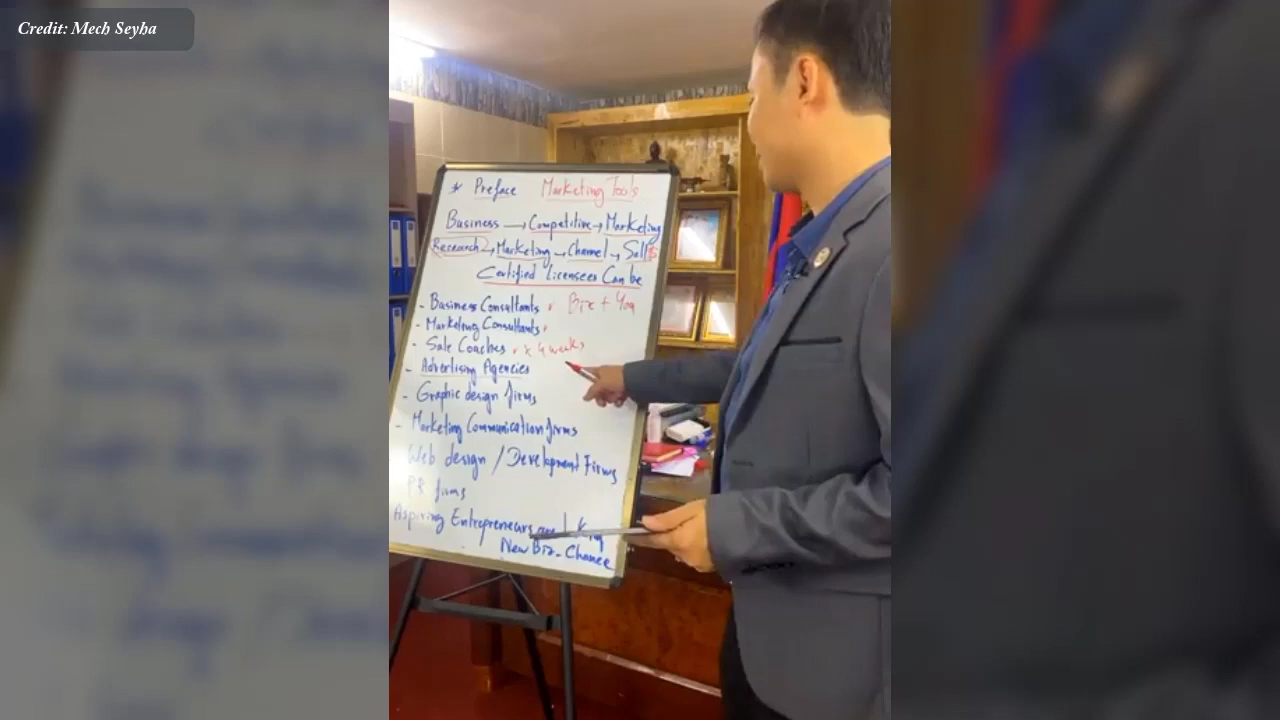 Credit: Mech Seyha
* Preface Marketing Tools
Business → Competitive → Marketing
Research → Marketing → Channel → Sell $
Certified Licensees Can be
- Business Consultants ✓ Biz + You
- Marketing Consultants ✓
- Sale Coaches ✓ x 4 weeks
- Advertising Agencies
- Graphic design firms
- Marketing Communication firms
Web design / Development Firms
PR firms
Aspiring Entrepreneurs
New Biz - Chance